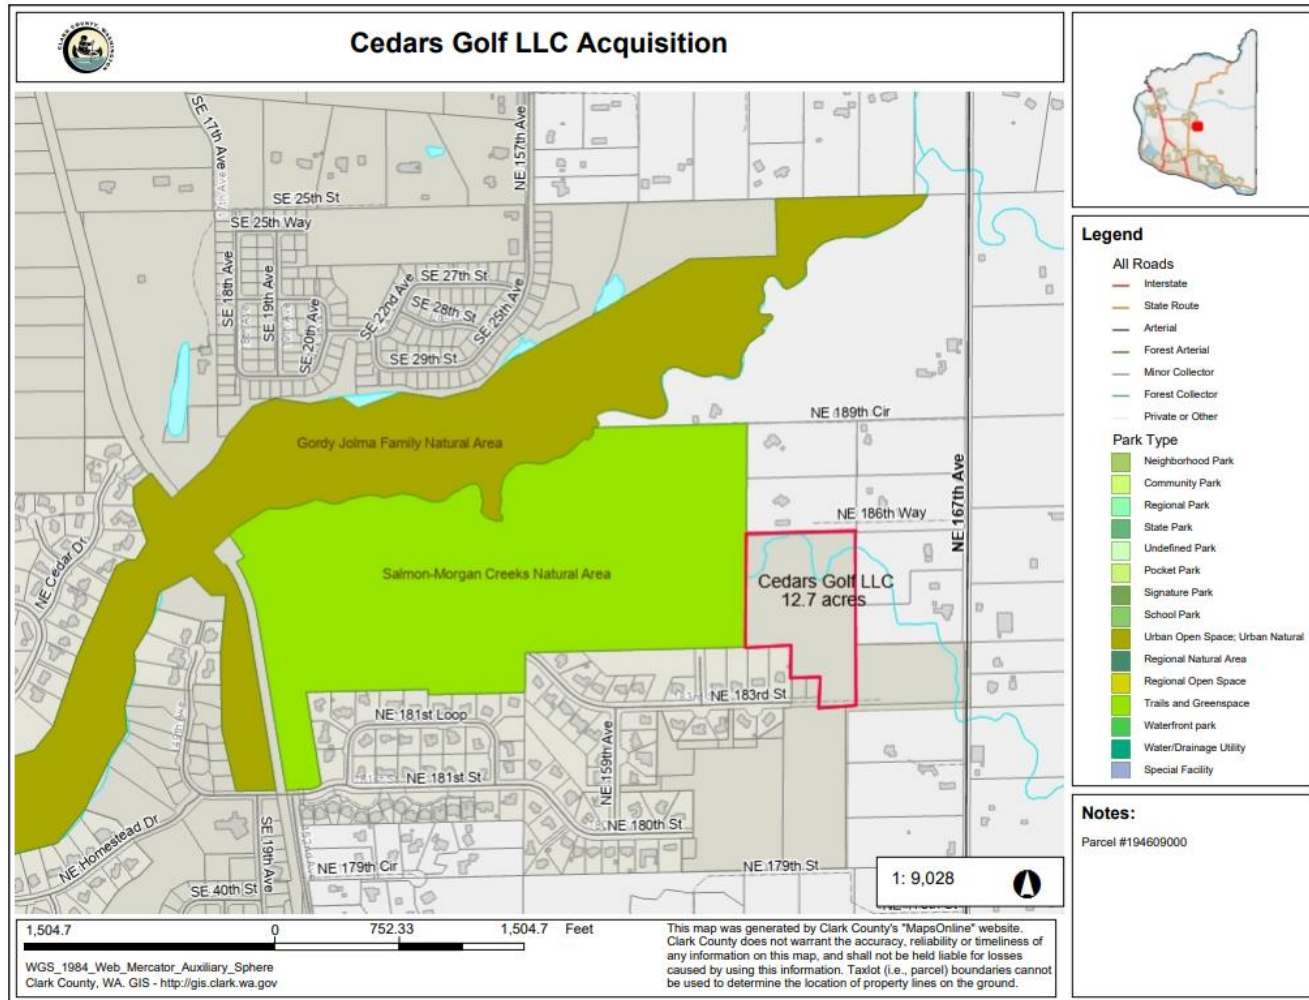 CLARK COUNTY, WASHINGTON
Cedars Golf LLC Acquisition
SE 17th Ave
NE 157th Ave
SE 25th St
SE 25th Way
SE 18th Ave
SE 19th Ave
SE 20th Ave
SE 22nd Ave
SE 27th St
SE 28th St
SE 25th Ave
SE 29th St
NE 189th Cir
Gordy Jolma Family Natural Area
NE 167th Ave
NE 186th Way
NE Cedar Dr
Salmon-Morgan Creeks Natural Area
Cedars Golf LLC
12.7 acres
NE 183rd St
NE 181st Loop
NE 159th Ave
NE 181st St
NE 180th St
NE Homestead Dr
SE 19th Ave
NE 179th Cir
NE 179th St
SE 40th St
1: 9,028
1,504.7 0 752.33 1,504.7 Feet
WGS_1984_Web_Mercator_Auxiliary_Sphere
Clark County, WA. GIS - http://gis.clark.wa.gov
This map was generated by Clark County's "MapsOnline" website.
Clark County does not warrant the accuracy, reliability or timeliness of
any information on this map, and shall not be held liable for losses
caused by using this information. Taxlot (i.e., parcel) boundaries cannot
be used to determine the location of property lines on the ground.
Legend
All Roads
Interstate
State Route
Arterial
Forest Arterial
Minor Collector
Forest Collector
Private or Other
Park Type
Neighborhood Park
Community Park
Regional Park
State Park
Undefined Park
Pocket Park
Signature Park
School Park
Urban Open Space; Urban Natural
Regional Natural Area
Regional Open Space
Trails and Greenspace
Waterfront park
Water/Drainage Utility
Special Facility
Notes:
Parcel #194609000